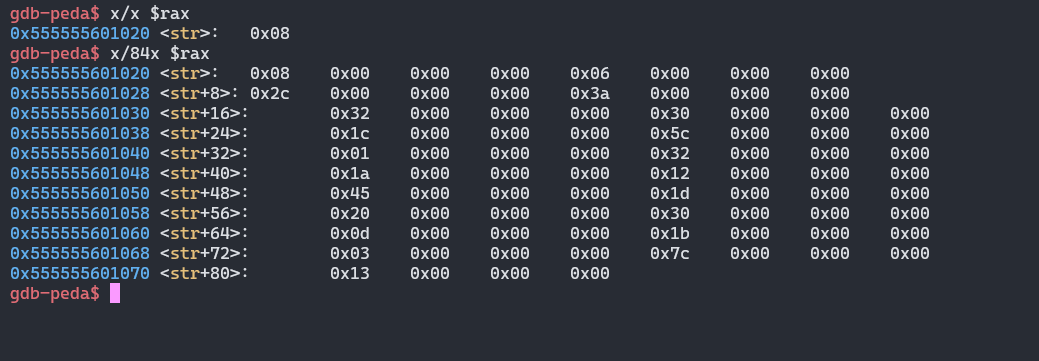 gdb-peda$ x/x $rax
0x555555601020 <str>: 0x08
gdb-peda$ x/84x $rax
0x555555601020 <str>: 0x08 0x00 0x00 0x00 0x06 0x00 0x00 0x00
0x555555601028 <str+8>: 0x2c 0x00 0x00 0x00 0x3a 0x00 0x00 0x00
0x555555601030 <str+16>: 0x32 0x00 0x00 0x00 0x30 0x00 0x00 0x00
0x555555601038 <str+24>: 0x1c 0x00 0x00 0x00 0x5c 0x00 0x00 0x00
0x555555601040 <str+32>: 0x01 0x00 0x00 0x00 0x32 0x00 0x00 0x00
0x555555601048 <str+40>: 0x1a 0x00 0x00 0x00 0x12 0x00 0x00 0x00
0x555555601050 <str+48>: 0x45 0x00 0x00 0x00 0x1d 0x00 0x00 0x00
0x555555601058 <str+56>: 0x20 0x00 0x00 0x00 0x30 0x00 0x00 0x00
0x555555601060 <str+64>: 0x0d 0x00 0x00 0x00 0x1b 0x00 0x00 0x00
0x555555601068 <str+72>: 0x03 0x00 0x00 0x00 0x7c 0x00 0x00 0x00
0x555555601070 <str+80>: 0x13 0x00 0x00 0x00
gdb-peda$